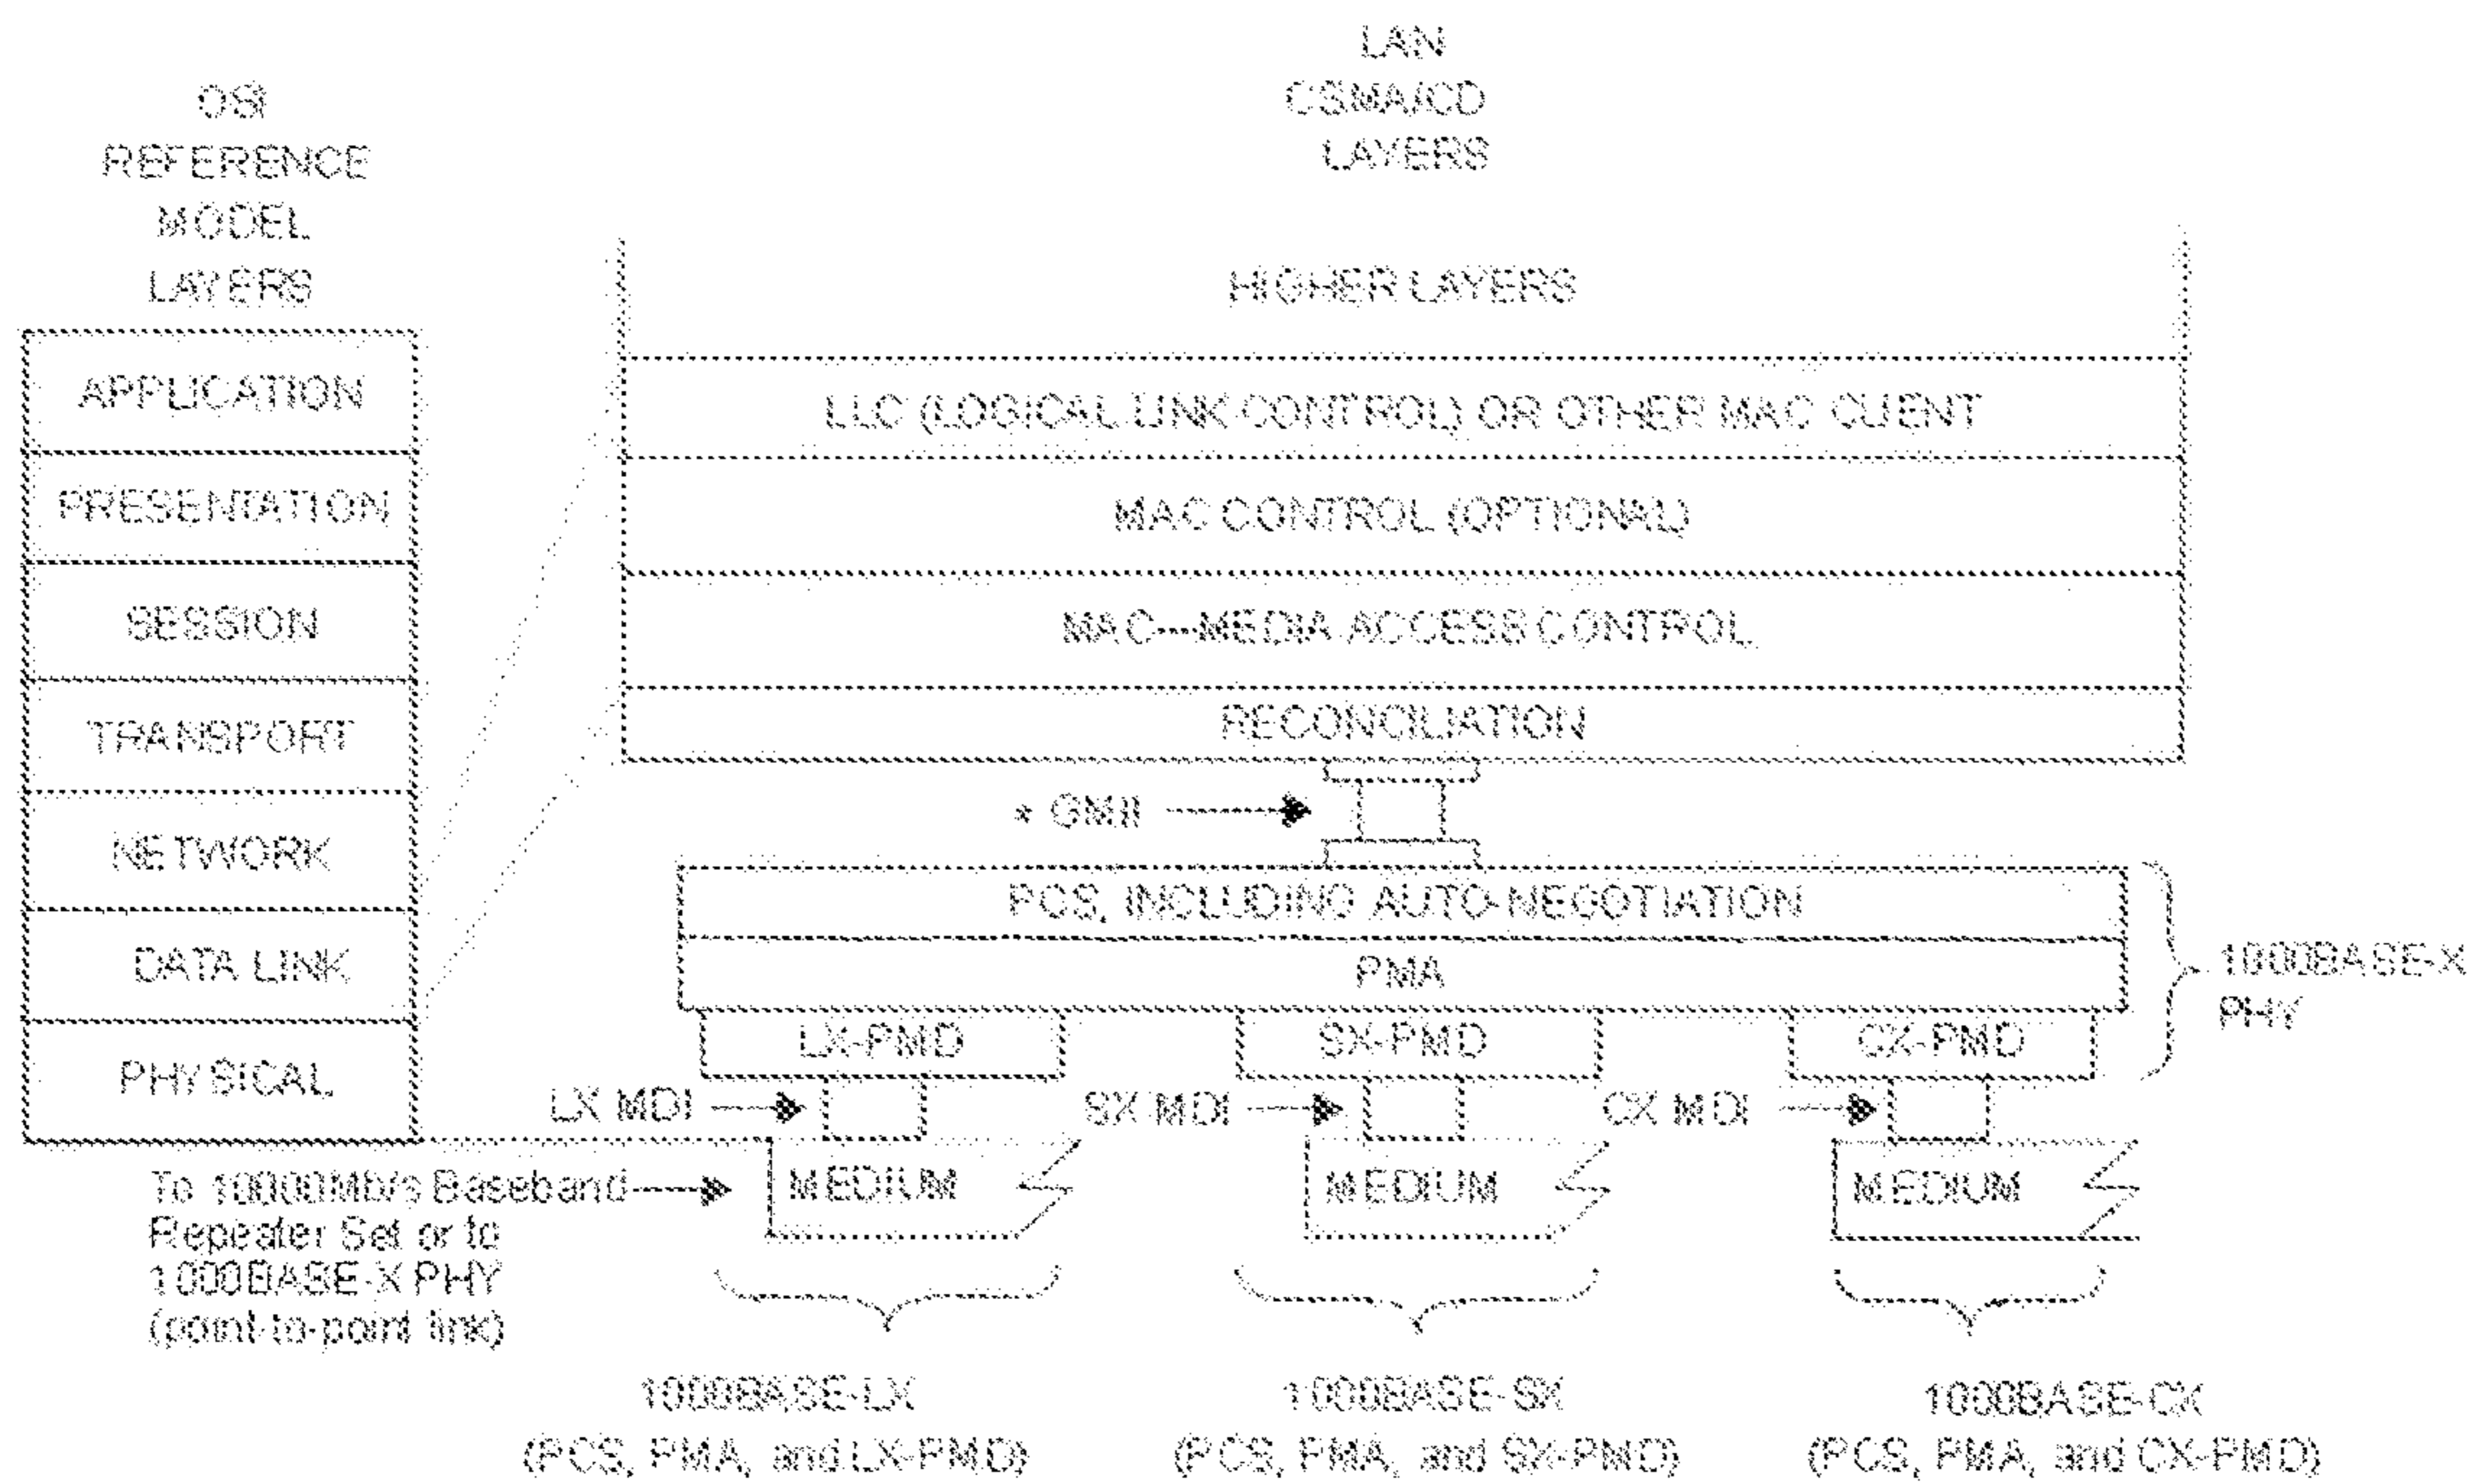 OSI
REFERENCE
MODEL
LAYERS
APPLICATION
PRESENTATION
SESSION
TRANSPORT
NETWORK
DATA LINK
PHYSICAL
LAN
CSMA/CD
LAYERS
HIGHER LAYERS
LLC (LOGICAL LINK CONTROL) OR OTHER MAC CLIENT
MAC CONTROL (OPTIONAL)
MAC—MEDIA ACCESS CONTROL
RECONCILIATION
* GMII
PCS, INCLUDING AUTO-NEGOTIATION
PMA
1000BASE-X
PHY
LX-PMD
SX-PMD
CX-PMD
LX MDI
SX MDI
CX MDI
MEDIUM
MEDIUM
MEDIUM
To 10000Mb/s Baseband
Repeater Set or to
1000BASE-X PHY
(point-to-point link)
1000BASE-LX
(PCS, PMA, and LX-PMD)
1000BASE-SX
(PCS, PMA, and SX-PMD)
1000BASE-CX
(PCS, PMA, and CX-PMD)